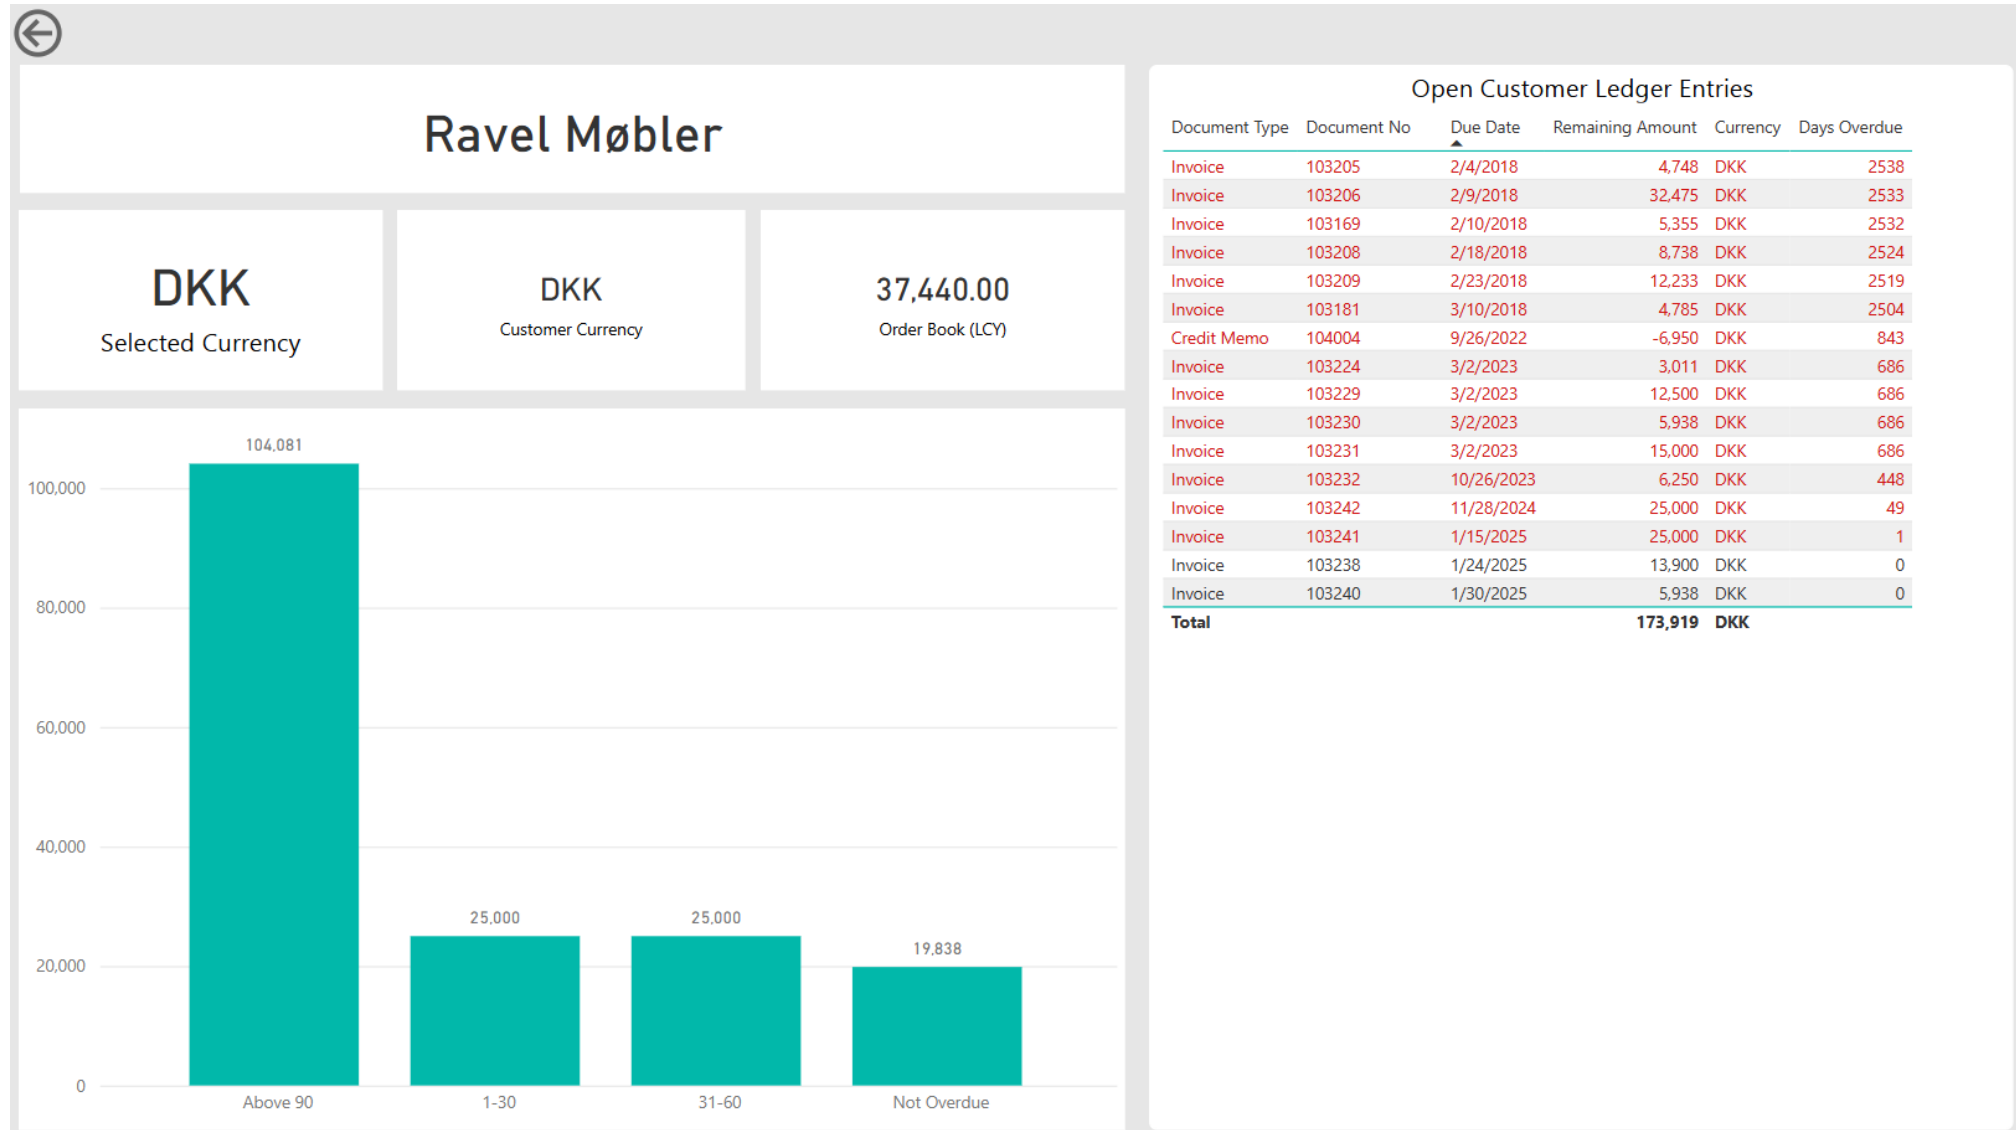 Ravel Møbler
DKK
Selected Currency
DKK
Customer Currency
37,440.00
Order Book (LCY)
104,081
100,000
80,000
60,000
40,000
25,000
25,000
19,838
20,000
0
Above 90
1-30
31-60
Not Overdue
Open Customer Ledger Entries
Document Type Document No Due Date Remaining Amount Currency Days Overdue
Invoice 103205 2/4/2018 4,748 DKK 2538
Invoice 103206 2/9/2018 32,475 DKK 2533
Invoice 103169 2/10/2018 5,355 DKK 2532
Invoice 103208 2/18/2018 8,738 DKK 2524
Invoice 103209 2/23/2018 12,233 DKK 2519
Invoice 103181 3/10/2018 4,785 DKK 2504
Credit Memo 104004 9/26/2022 -6,950 DKK 843
Invoice 103224 3/2/2023 3,011 DKK 686
Invoice 103229 3/2/2023 12,500 DKK 686
Invoice 103230 3/2/2023 5,938 DKK 686
Invoice 103231 3/2/2023 15,000 DKK 686
Invoice 103232 10/26/2023 6,250 DKK 448
Invoice 103242 11/28/2024 25,000 DKK 49
Invoice 103241 1/15/2025 25,000 DKK 1
Invoice 103238 1/24/2025 13,900 DKK 0
Invoice 103240 1/30/2025 5,938 DKK 0
Total 173,919 DKK